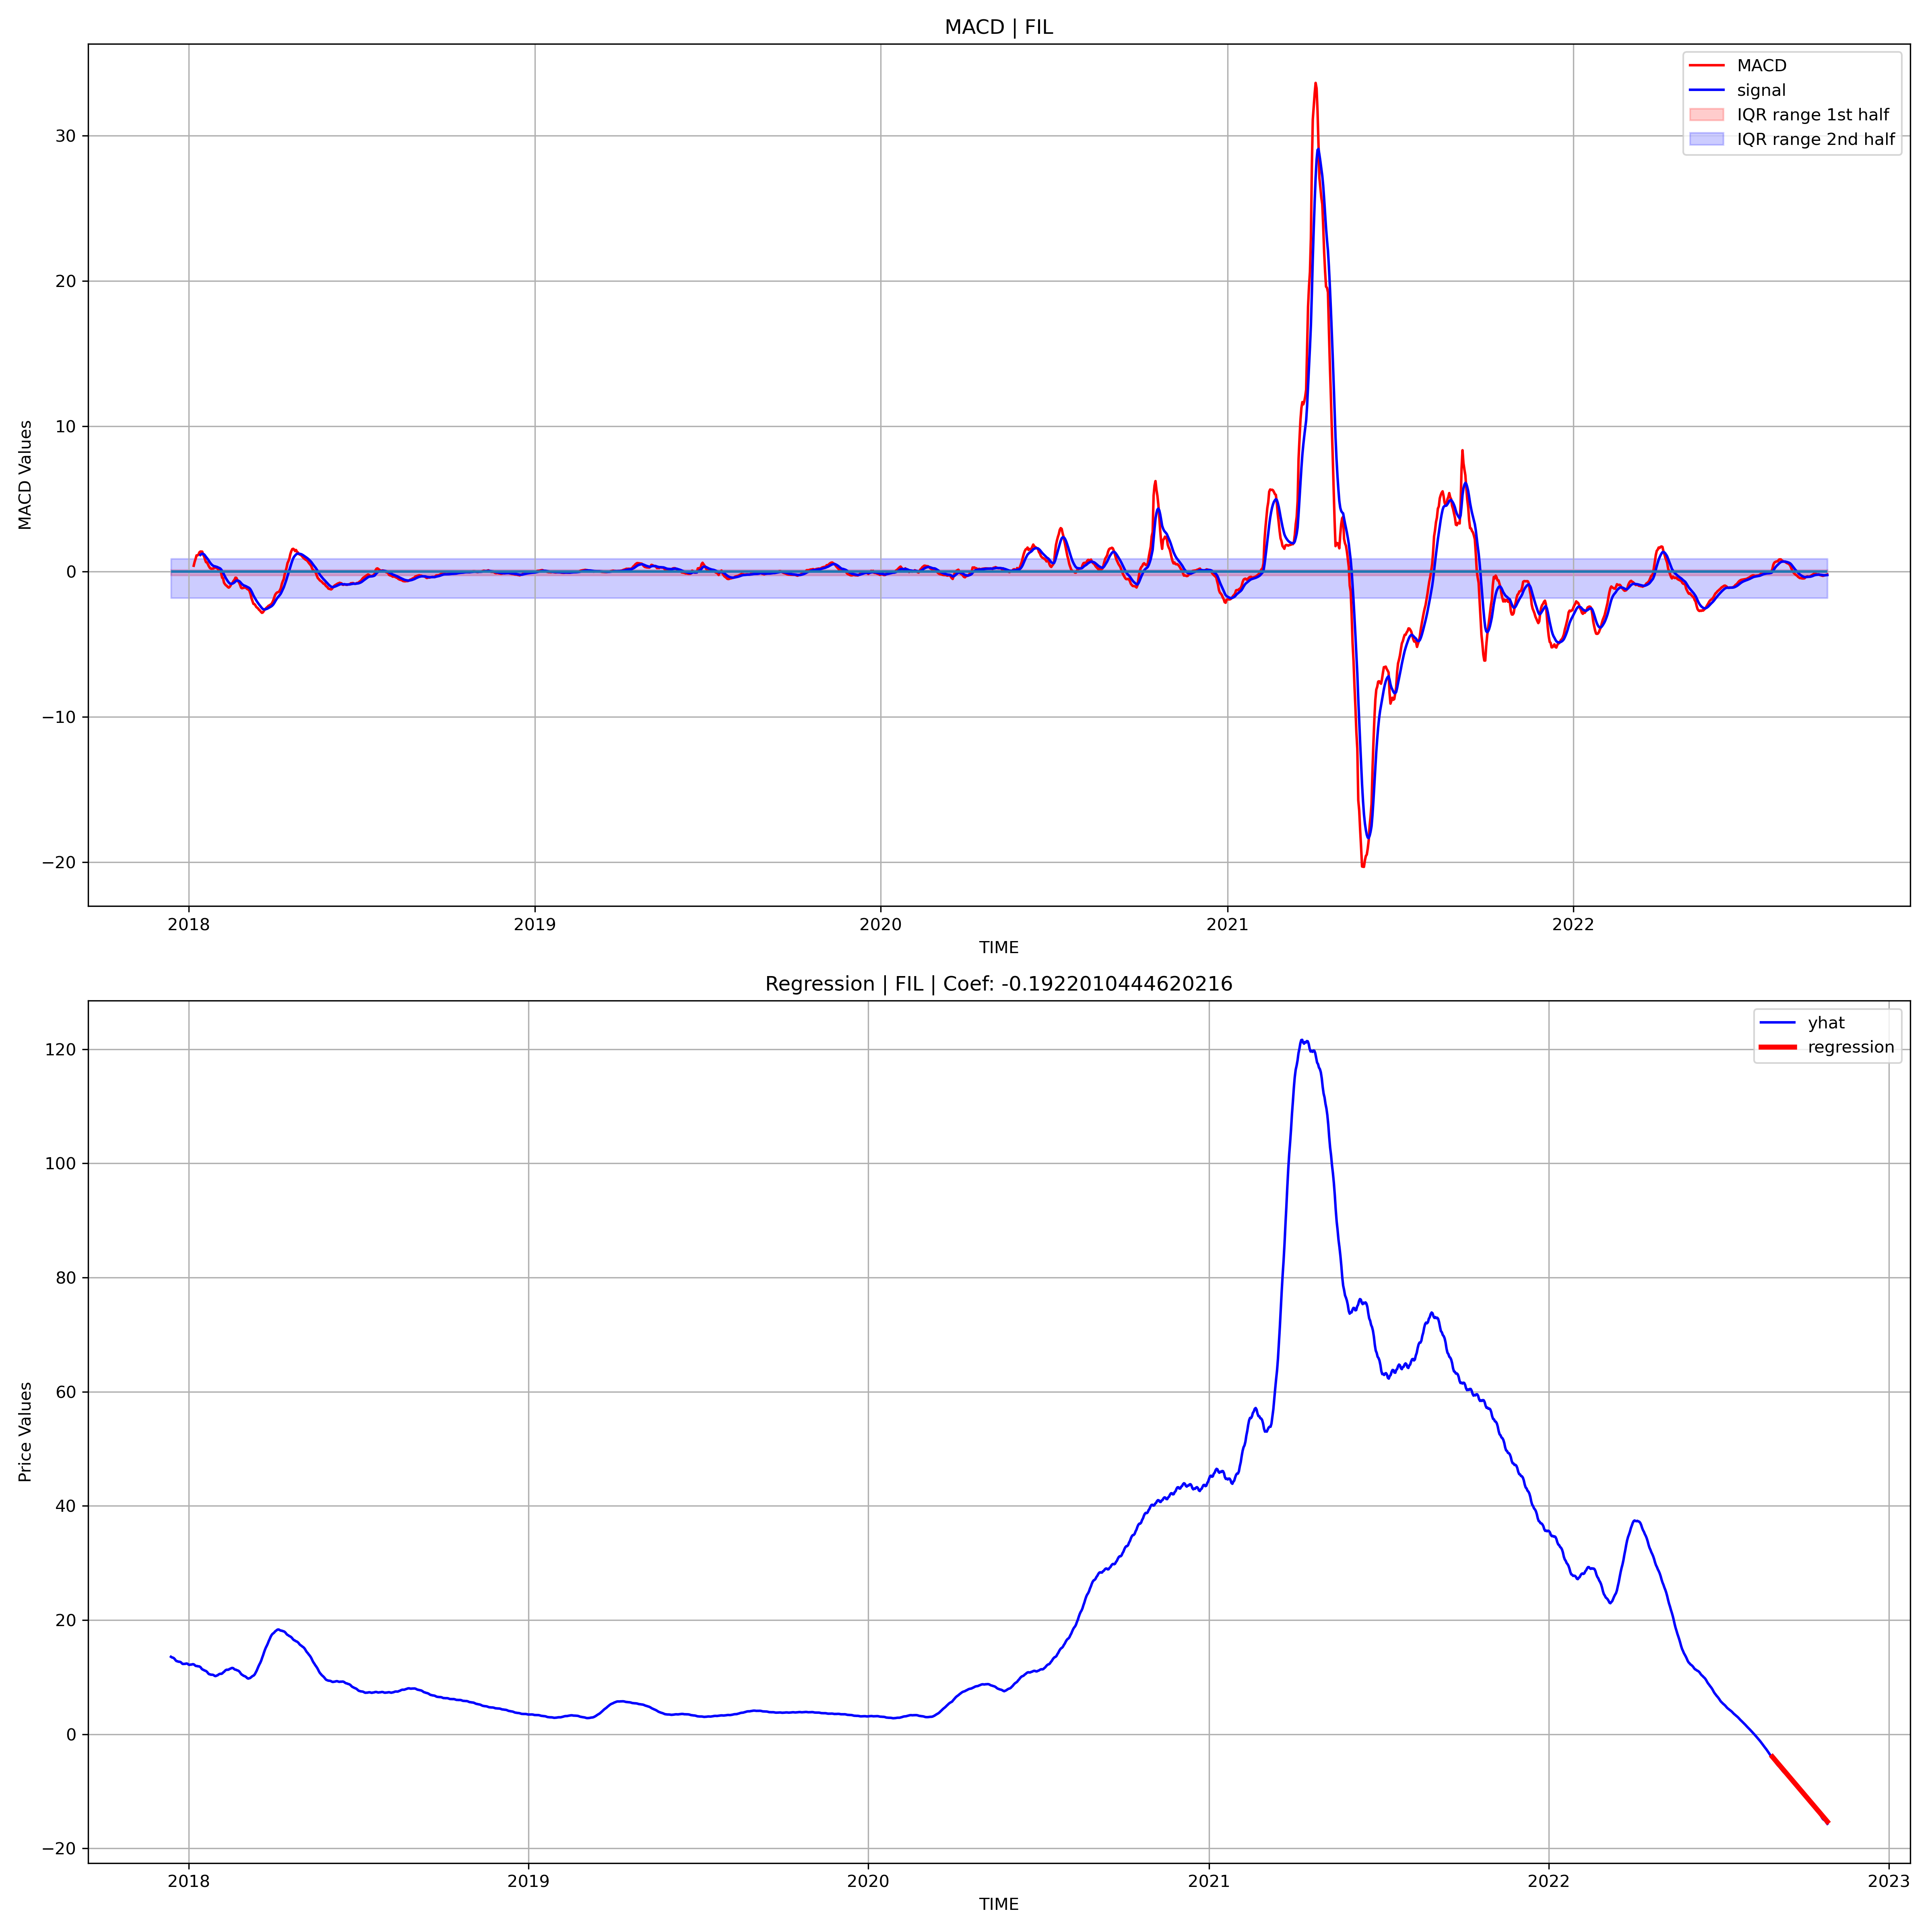 MACD | FIL
MACD
signal
IQR range 1st half
IQR range 2nd half
MACD Values
30
20
10
0
−10
−20
2018
2019
2020
2021
2022
TIME
Regression | FIL | Coef: -0.1922010444620216
yhat
regression
Price Values
120
100
80
60
40
20
0
−20
2018
2019
2020
2021
2022
2023
TIME